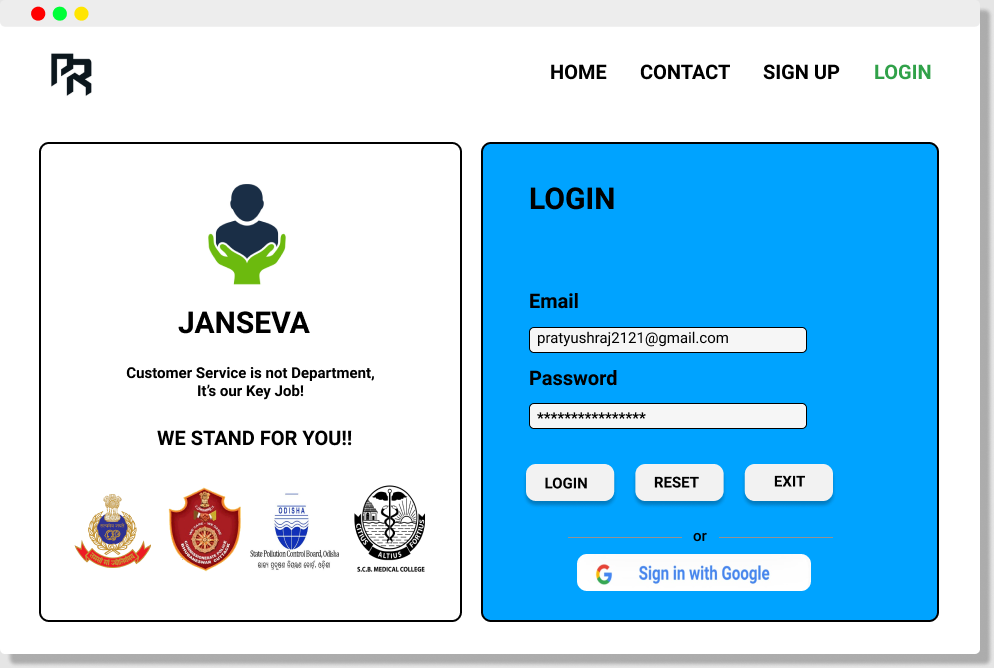 PR
HOME CONTACT SIGN UP LOGIN
JANSEVA
Customer Service is not Department,
It's our Key Job!
WE STAND FOR YOU!!
ODISHA
State Pollution Control Board, Odisha
ALTIUS
FORTIUS
S.C.B. MEDICAL COLLEGE
LOGIN
Email
pratyushraj2121@gmail.com
Password
****************
LOGIN RESET EXIT
or
Sign in with Google